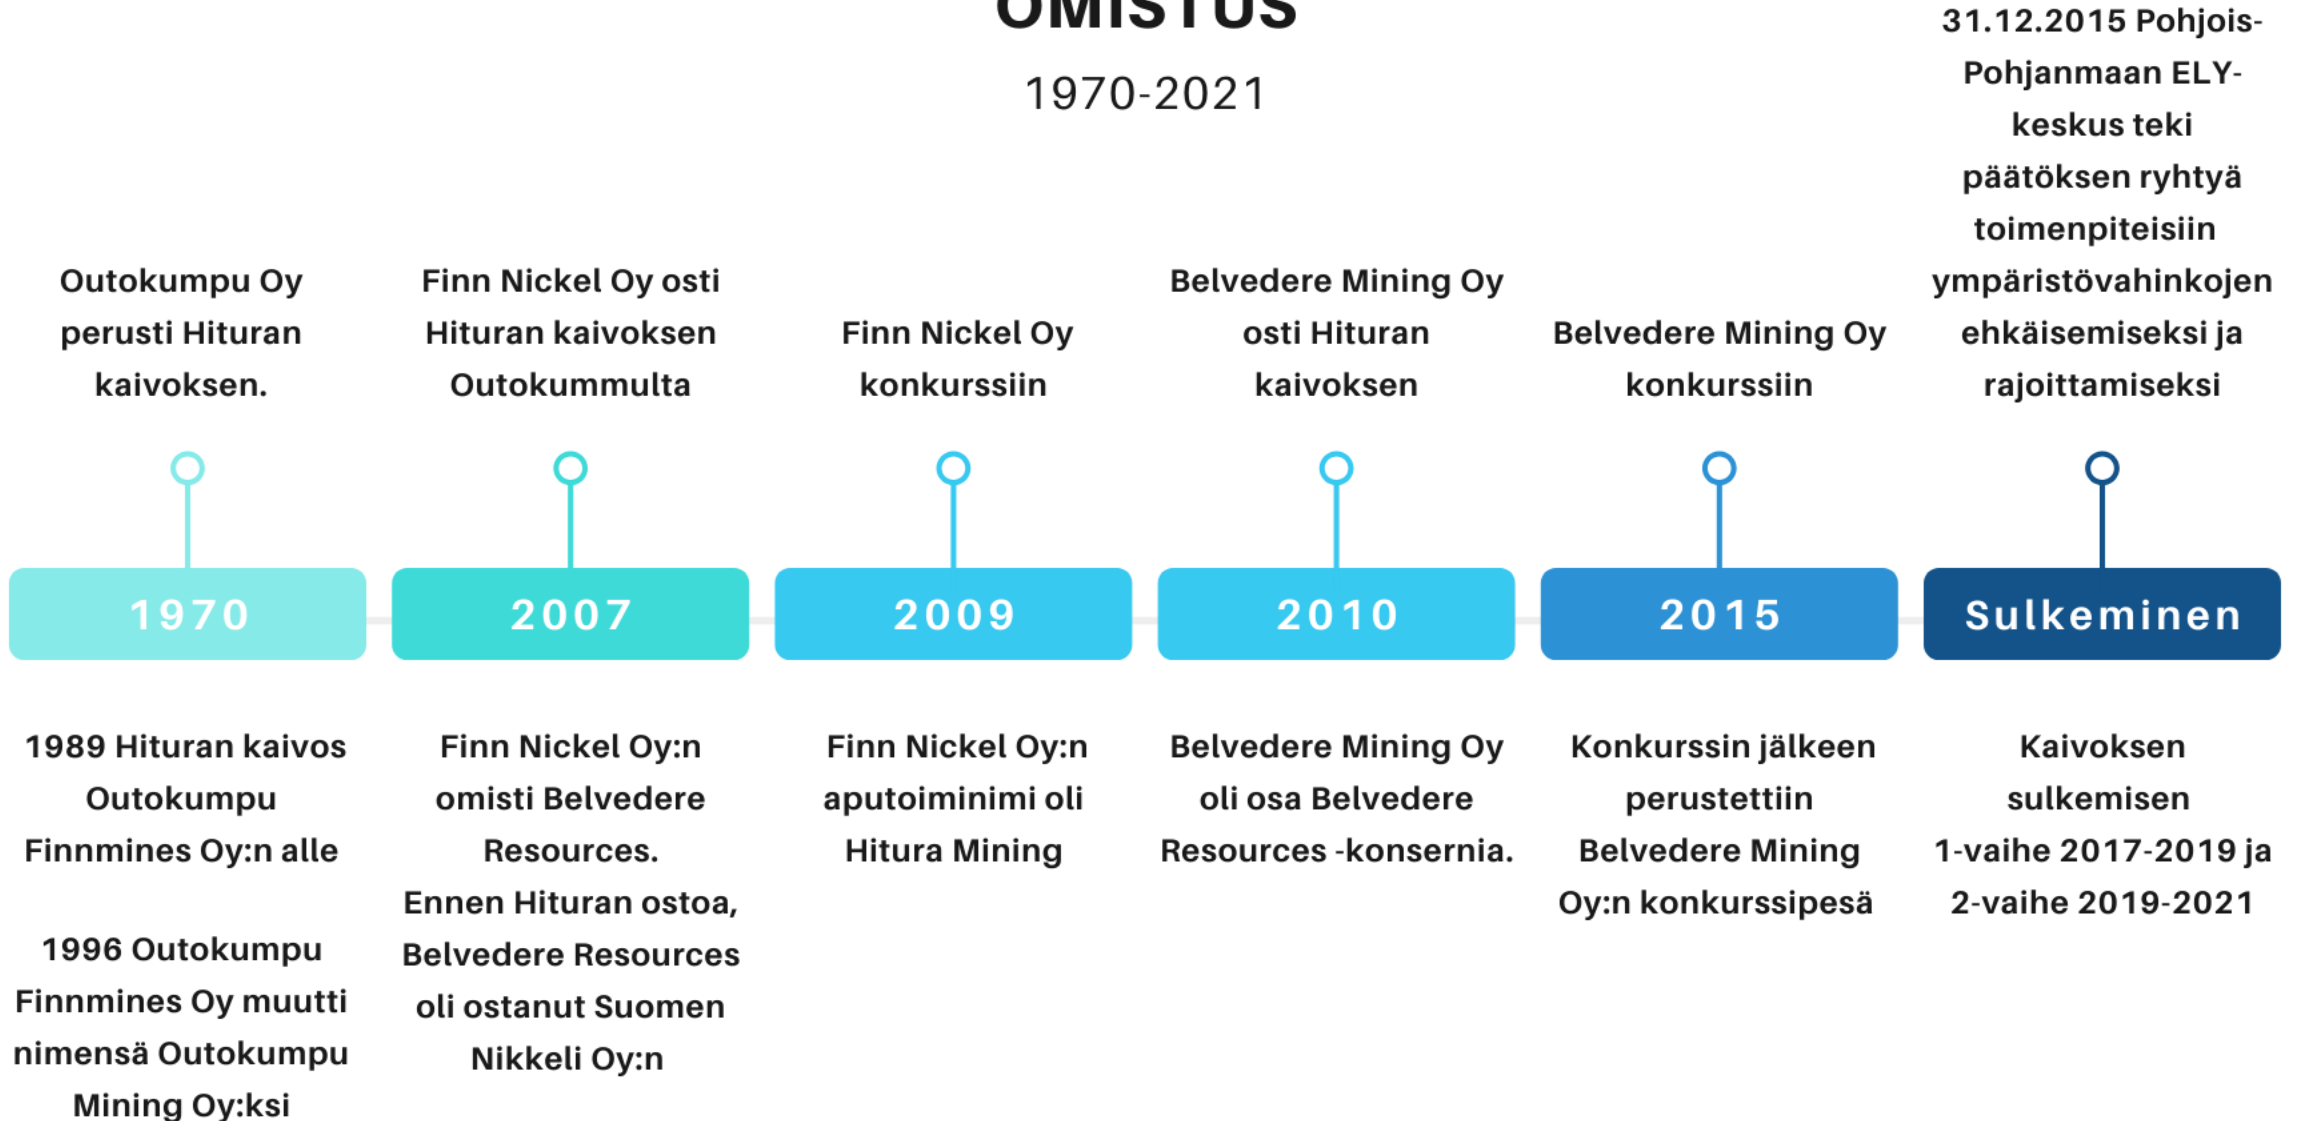 OMISTUS
1970-2021
Outokumpu Oy
perusti Hituran
kaivoksen.
Finn Nickel Oy osti
Hituran kaivoksen
Outokummulta
Finn Nickel Oy
konkurssiin
Belvedere Mining Oy
osti Hituran
kaivoksen
Belvedere Mining Oy
konkurssiin
31.12.2015 Pohjois-
Pohjanmaan ELY-
keskus teki
päätöksen ryhtyä
toimenpiteisiin
ympäristövahinkojen
ehkäisemiseksi ja
rajoittamiseksi
1970
2007
2009
2010
2015
Sulkeminen
1989 Hituran kaivos
Outokumpu
Finnmines Oy:n alle
1996 Outokumpu
Finnmines Oy muutti
nimensä Outokumpu
Mining Oy:ksi
Finn Nickel Oy:n
omisti Belvedere
Resources.
Ennen Hituran ostoa,
Belvedere Resources
oli ostanut Suomen
Nikkeli Oy:n
Finn Nickel Oy:n
aputoiminimi oli
Hitura Mining
Belvedere Mining Oy
oli osa Belvedere
Resources -konsernia.
Konkurssin jälkeen
perustettiin
Belvedere Mining
Oy:n konkurssipesä
Kaivoksen
sulkemisen
1-vaihe 2017-2019 ja
2-vaihe 2019-2021